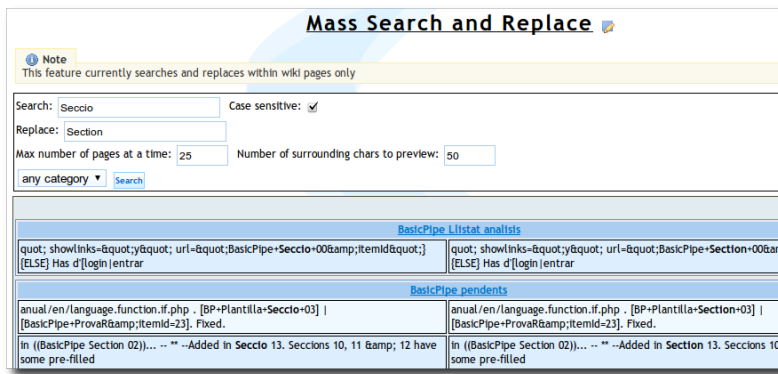 Mass Search and Replace
Note
This feature currently searches and replaces within wiki pages only
Search: Seccio Case sensitive:
Replace: Section
Max number of pages at a time: 25 Number of surrounding chars to preview: 50
any category Search
BasicPipe Llistat analisis
quot; showlinks=&quot;y&quot; url=&quot;BasicPipe+Seccio+00&amp;itemId&quot;}
{ELSE} Has d'[login|entrar
quot; showlinks=&quot;y&quot; url=&quot;BasicPipe+Section+00&am
{ELSE} Has d'[login|entrar
BasicPipe pendents
anual/en/language.function.if.php . [BP+Plantilla+Seccio+03] |
[BasicPipe+ProvaR&amp;itemId=23]. Fixed.
anual/en/language.function.if.php . [BP+Plantilla+Section+03] |
[BasicPipe+ProvaR&amp;itemId=23]. Fixed.
in ((BasicPipe Section 02))... -- ** --Added in Seccio 13. Seccions 10, 11 &amp; 12 have
some pre-filled
in ((BasicPipe Section 02))... -- ** --Added in Section 13. Sections 10
some pre-filled